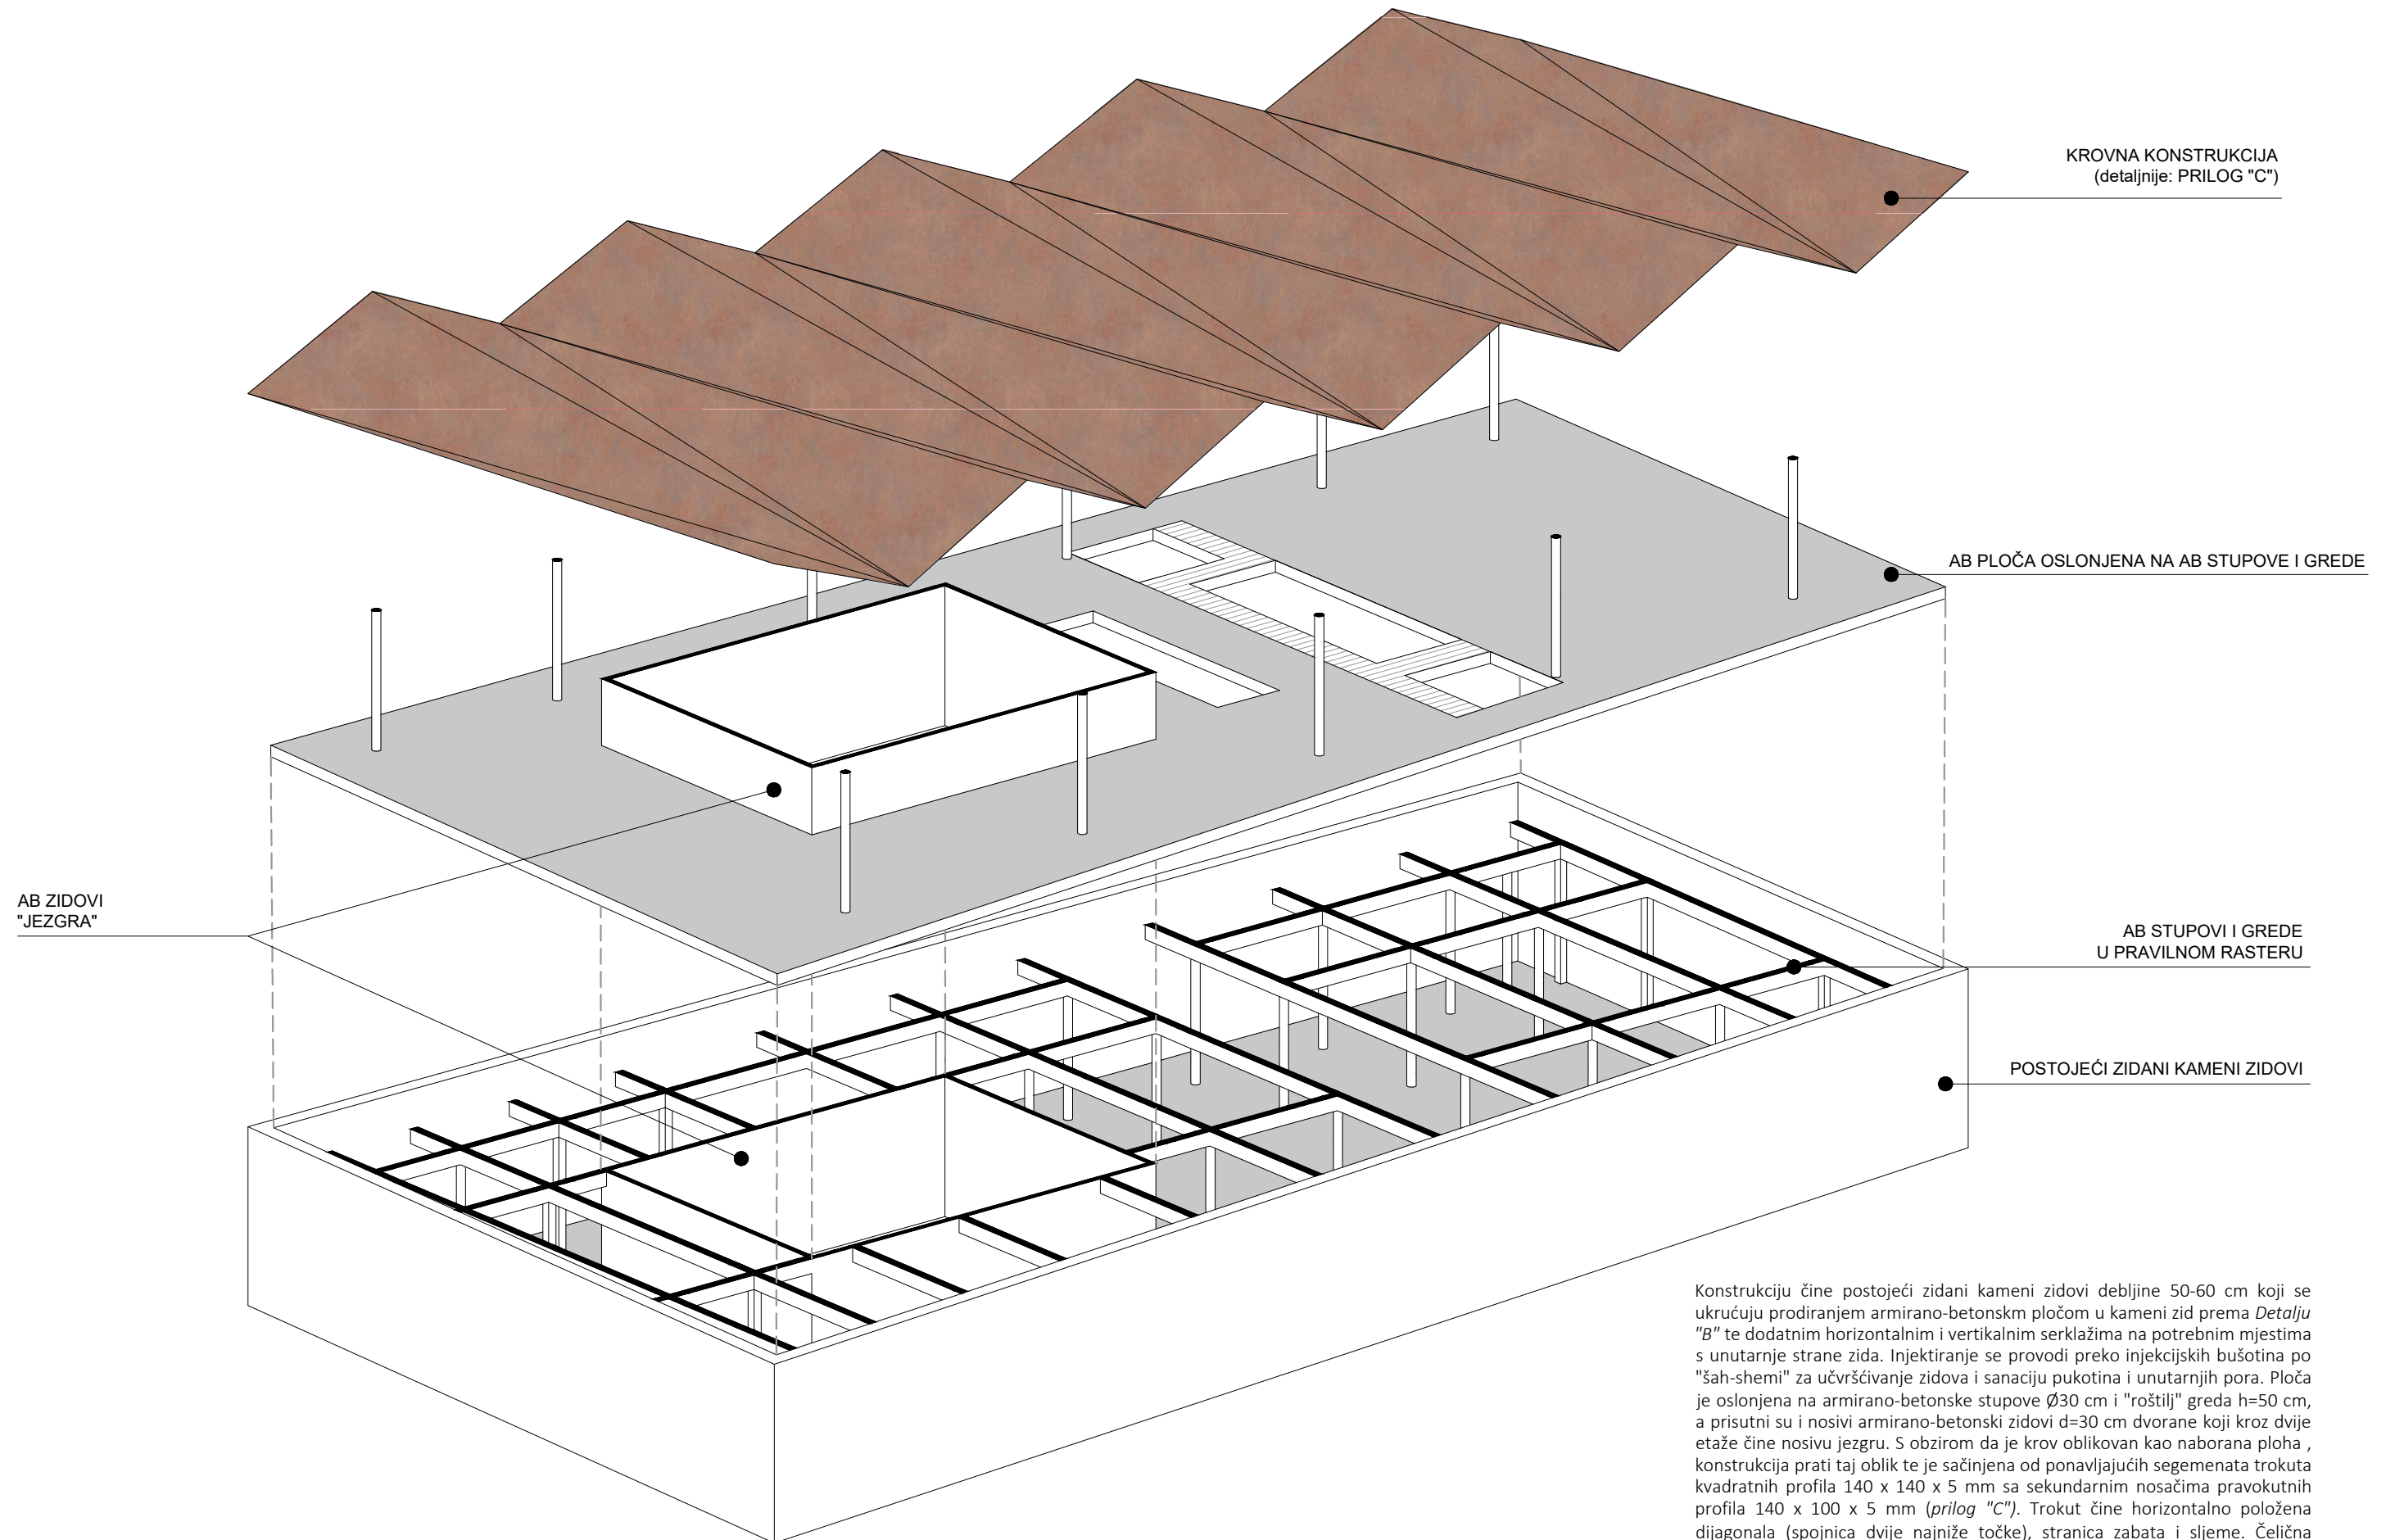 KROVNA KONSTRUKCIJA
(detaljnije: PRILOG "C")
AB PLOČA OSLONJENA NA AB STUPOVE I GREDE
AB ZIDOVI
"JEZGRA"
AB STUPOVI I GREDE
U PRAVILNOM RASTERU
POSTOJEĆI ZIDANI KAMENI ZIDOVI
Konstrukciju čine postojeći zidani kameni zidovi debljine 50-60 cm koji se
ukrućuju prodiranjem armirano-betonskm pločom u kameni zid prema Detalju
"B" te dodatnim horizontalnim i vertikalnim serklažima na potrebnim mjestima
s unutarnje strane zida. Injektiranje se provodi preko injekcijskih bušotina po
"šah-shemi" za učvršćivanje zidova i sanaciju pukotina i unutarnjih pora. Ploča
je oslonjena na armirano-betonske stupove Ø30 cm i "roštilj" greda h=50 cm,
a prisutni su i nosivi armirano-betonski zidovi d=30 cm dvorane koji kroz dvije
etaže čine nosivu jezgru. S obzirom da je krov oblikovan kao naborana ploha ,
konstrukcija prati taj oblik te je sačinjena od ponavljajućih segemenata trokuta
kvadratnih profila 140 x 140 x 5 mm sa sekundarnim nosačima pravokutnih
profila 140 x 100 x 5 mm (prilog "C"). Trokut čine horizontalno položena
dijagonala (spojnica dvije najniže točke), stranica zabata i sljeme. Čelična